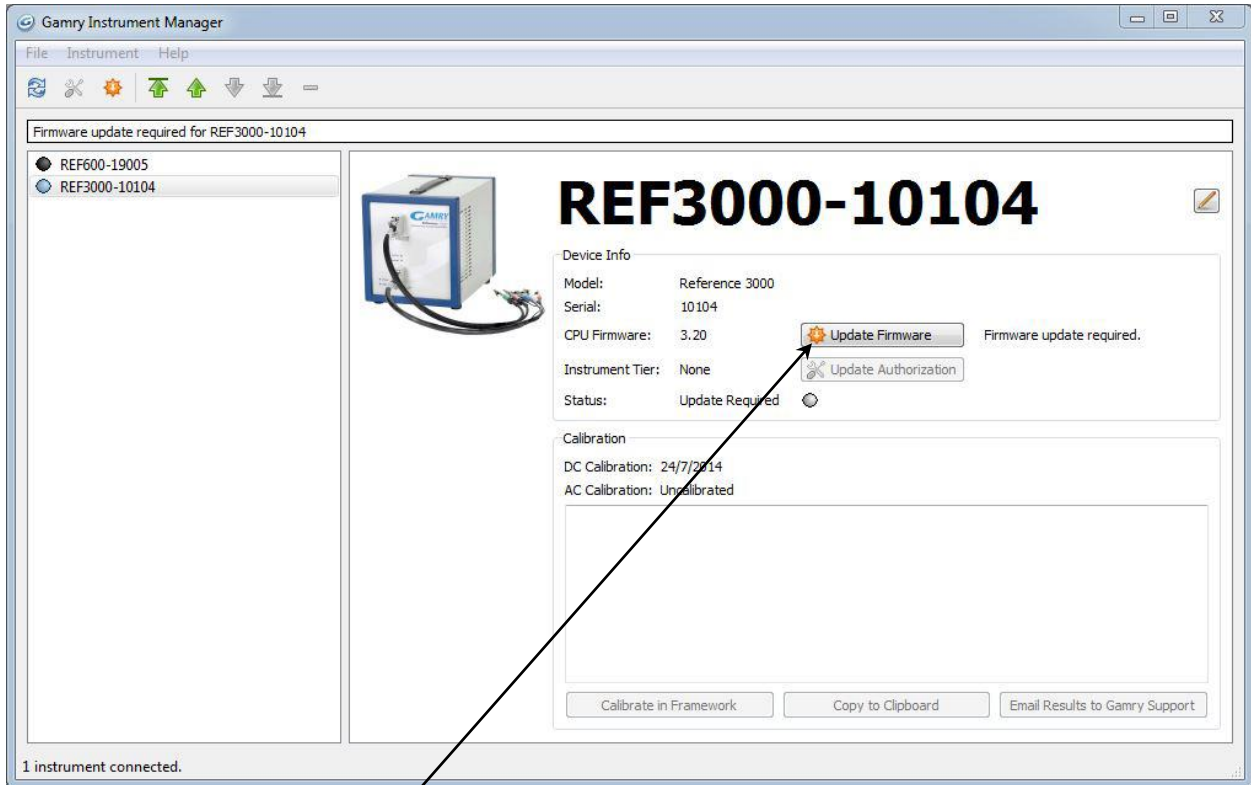 Gamry Instrument Manager
File Instrument Help
Firmware update required for REF3000-10104
REF600-19005
REF3000-10104
GAMRY
REF3000-10104
Device Info
Model: Reference 3000
Serial: 10104
CPU Firmware: 3.20 Update Firmware Firmware update required.
Instrument Tier: None Update Authorization
Status: Update Required
Calibration
DC Calibration: 24/7/2014
AC Calibration: Uncalibrated
Calibrate in Framework Copy to Clipboard Email Results to Gamry Support
1 instrument connected.